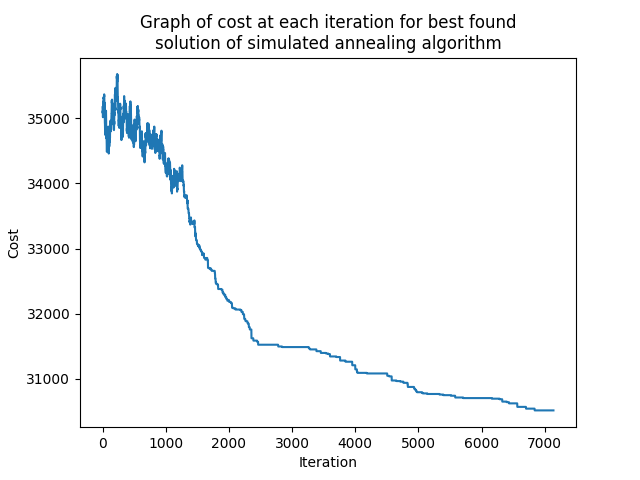 Graph of cost at each iteration for best found
solution of simulated annealing algorithm
35000
34000
33000
32000
31000
Cost
0 1000 2000 3000 4000 5000 6000 7000
Iteration